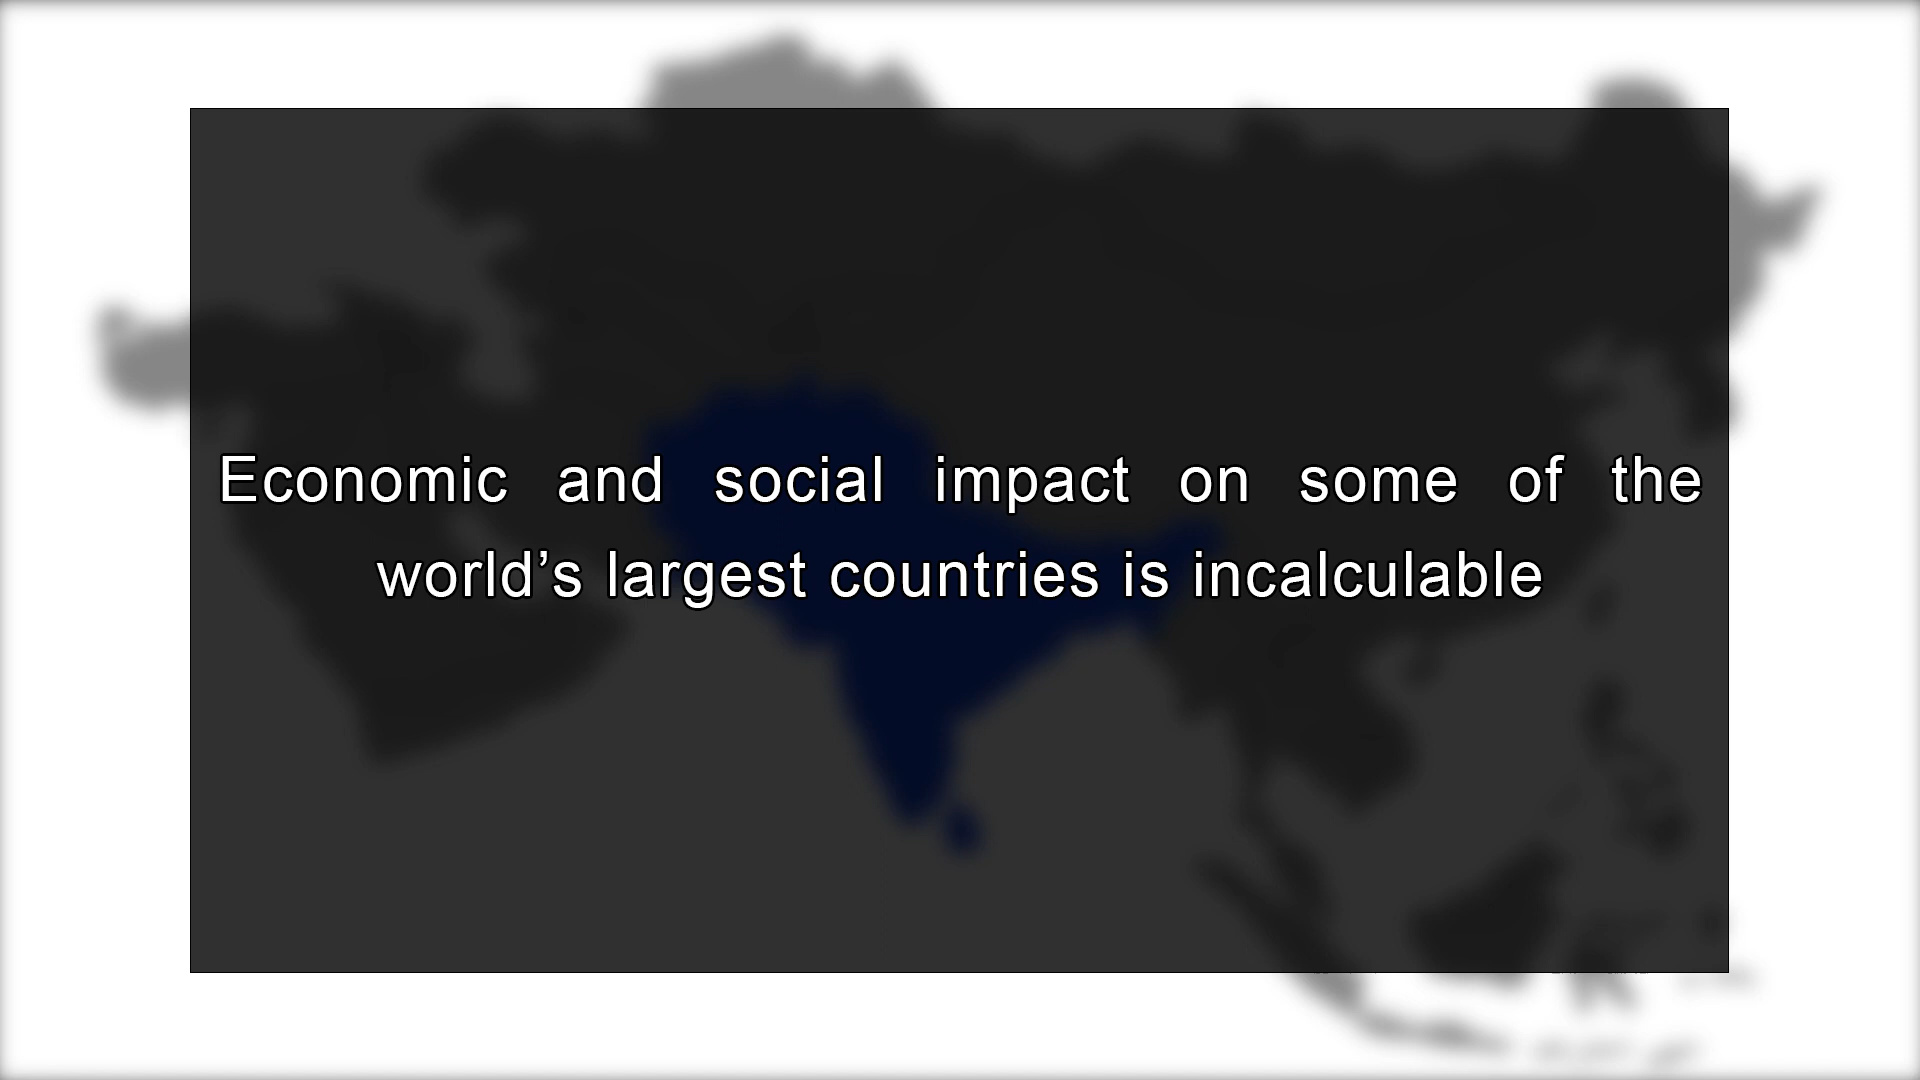 Economic and social impact on some of the
world’s largest countries is incalculable